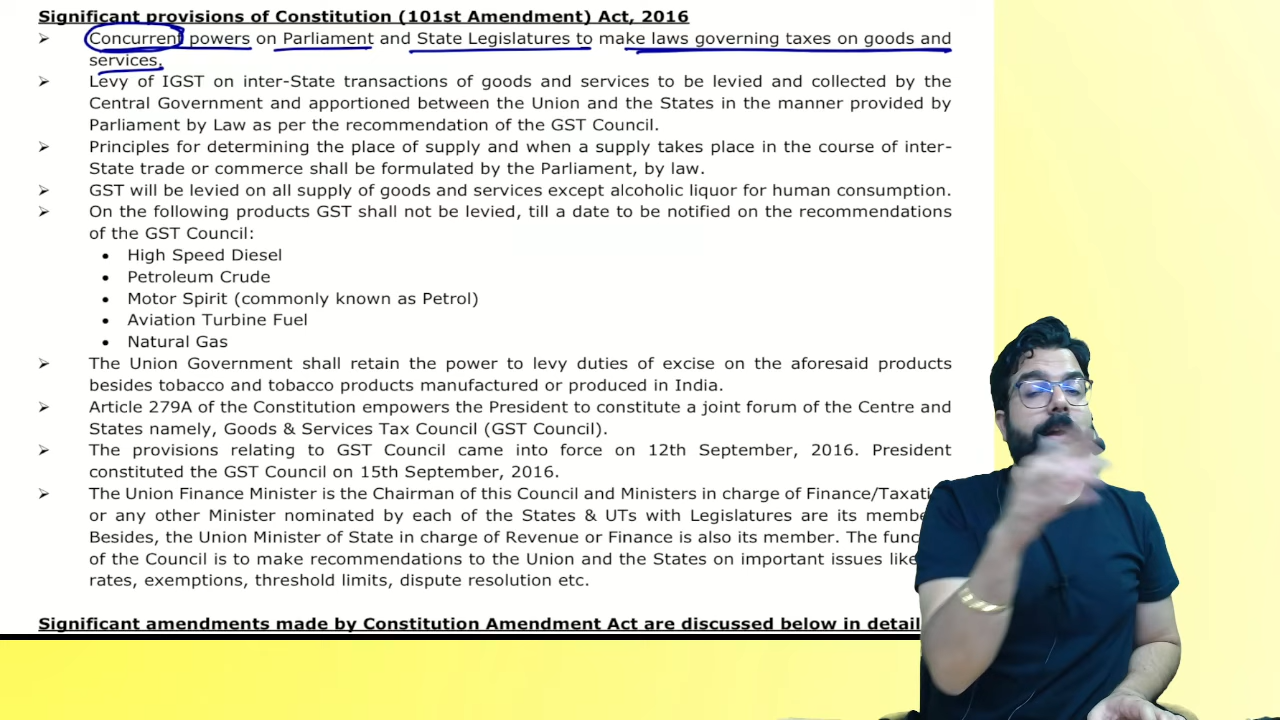 Significant provisions of Constitution (101st Amendment) Act, 2016
➢ Concurrent powers on Parliament and State Legislatures to make laws governing taxes on goods and
services.
➢ Levy of IGST on inter-State transactions of goods and services to be levied and collected by the
Central Government and apportioned between the Union and the States in the manner provided by
Parliament by Law as per the recommendation of the GST Council.
➢ Principles for determining the place of supply and when a supply takes place in the course of inter-
State trade or commerce shall be formulated by the Parliament, by law.
➢ GST will be levied on all supply of goods and services except alcoholic liquor for human consumption.
➢ On the following products GST shall not be levied, till a date to be notified on the recommendations
of the GST Council:
• High Speed Diesel
• Petroleum Crude
• Motor Spirit (commonly known as Petrol)
• Aviation Turbine Fuel
• Natural Gas
➢ The Union Government shall retain the power to levy duties of excise on the aforesaid products
besides tobacco and tobacco products manufactured or produced in India.
➢ Article 279A of the Constitution empowers the President to constitute a joint forum of the Centre and
States namely, Goods & Services Tax Council (GST Council).
➢ The provisions relating to GST Council came into force on 12th September, 2016. President
constituted the GST Council on 15th September, 2016.
➢ The Union Finance Minister is the Chairman of this Council and Ministers in charge of
or any other Minister nominated by each of the States & UTs with Legislatures are its
Besides, the Union Minister of State in charge of Revenue or Finance is also its member. The
of the Council is to make recommendations to the Union and the States on important issues like
rates, exemptions, threshold limits, dispute resolution etc.
Significant amendments made by Constitution Amendment Act are discussed below in detail